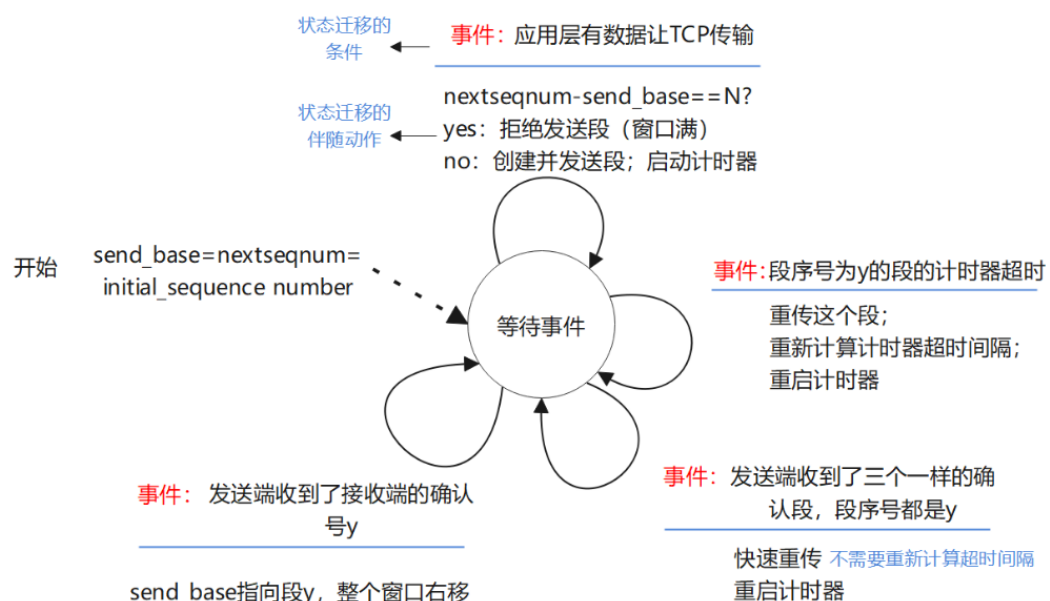 状态迁移的
条件
事件：应用层有数据让TCP传输
状态迁移的
伴随动作
nextseqnum-send_base==N?
yes：拒绝发送段（窗口满）
no：创建并发送段；启动计时器
开始
send_base=nextseqnum=
initial_sequence number
等待事件
事件:段序号为y的段的计时器超时
重传这个段；
重新计算计时器超时间隔；
重启计时器
事件：发送端收到了接收端的确认
号y
send_base指向段y，整个窗口右移
事件：发送端收到了三个一样的确
认段，段序号都是y
快速重传 不需要重新计算超时间隔
重启计时器